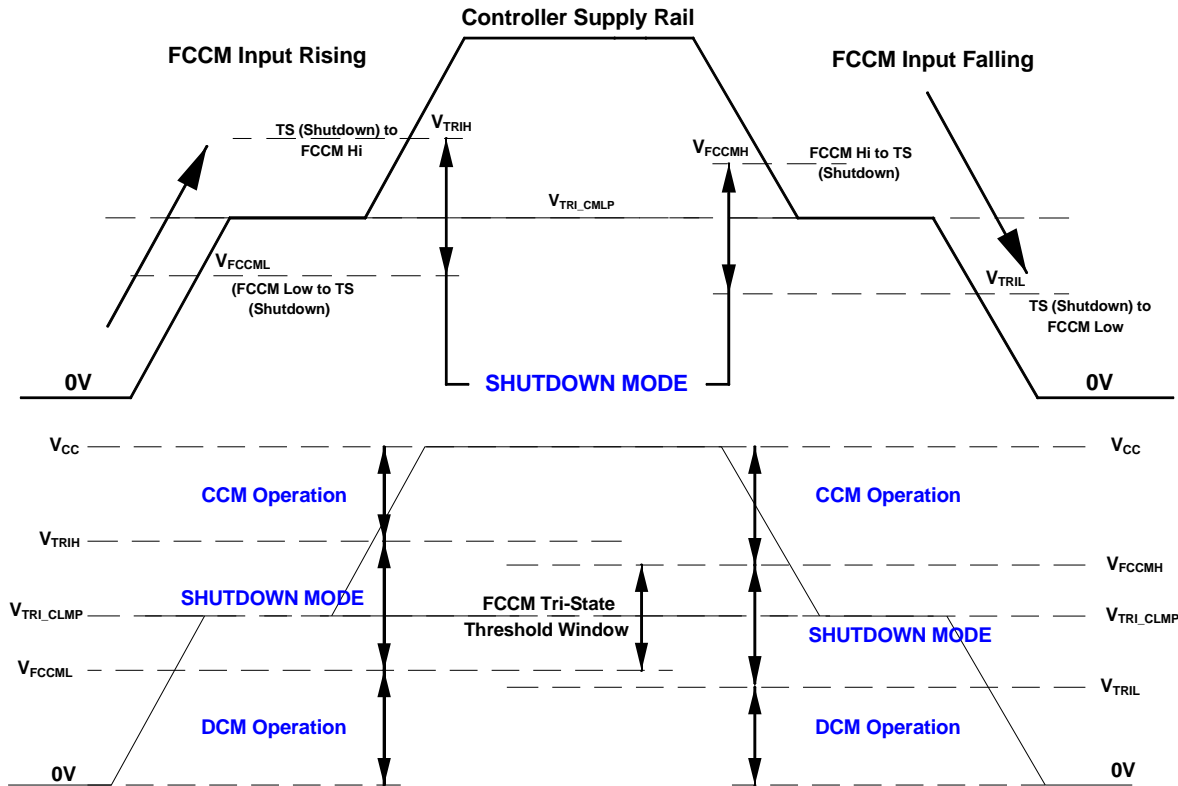 Controller Supply Rail
FCCM Input Rising
FCCM Input Falling
TS (Shutdown) to
FCCM Hi
VTRIH
VFCCMH
FCCM Hi to TS
(Shutdown)
VTRI_CMLP
VFCCML
(FCCM Low to TS
(Shutdown)
VTRIL
TS (Shutdown) to
FCCM Low
0V
SHUTDOWN MODE
0V
VCC
VCC
CCM Operation
CCM Operation
VTRIH
VFCCMH
SHUTDOWN MODE
FCCM Tri-State
Threshold Window
VTRI_CLMP
VTRI_CLMP
SHUTDOWN MODE
VFCCML
VTRIL
DCM Operation
DCM Operation
0V
0V